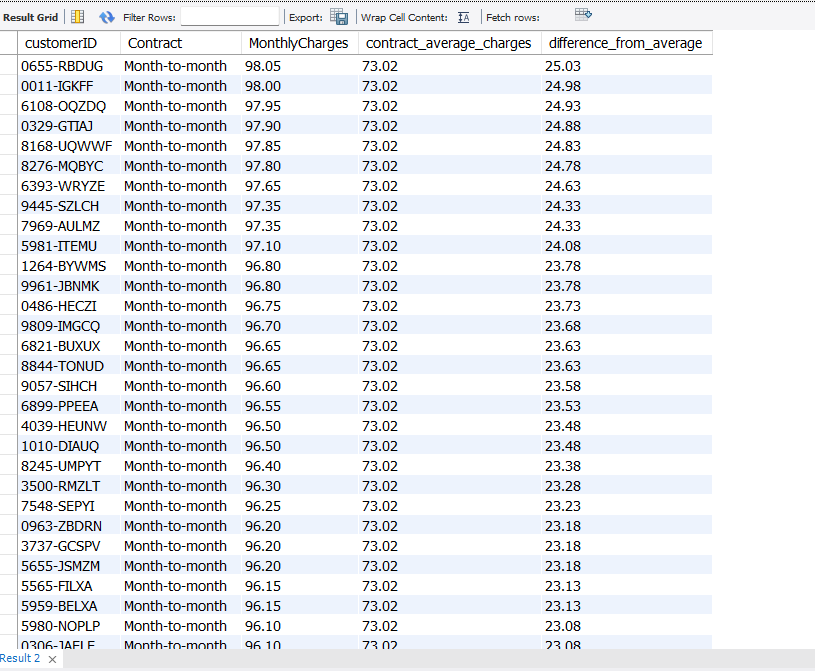 Result Grid Filter Rows: Export: Wrap Cell Content: IA Fetch rows:
customerID Contract MonthlyCharges contract_average_charges difference_from_average
0655-RBDUG Month-to-month 98.05 73.02 25.03
0011-IGKFF Month-to-month 98.00 73.02 24.98
6108-OQZDQ Month-to-month 97.95 73.02 24.93
0329-GTIAJ Month-to-month 97.90 73.02 24.88
8168-UQWWF Month-to-month 97.85 73.02 24.83
8276-MQBYC Month-to-month 97.80 73.02 24.78
6393-WRYZE Month-to-month 97.65 73.02 24.63
9445-SZLCH Month-to-month 97.35 73.02 24.33
7969-AULMZ Month-to-month 97.35 73.02 24.33
5981-ITEMU Month-to-month 97.10 73.02 24.08
1264-BYWMS Month-to-month 96.80 73.02 23.78
9961-JBNMK Month-to-month 96.80 73.02 23.78
0486-HECZI Month-to-month 96.75 73.02 23.73
9809-IMGCQ Month-to-month 96.70 73.02 23.68
6821-BUXUX Month-to-month 96.65 73.02 23.63
8844-TONUD Month-to-month 96.65 73.02 23.63
9057-SIHCH Month-to-month 96.60 73.02 23.58
6899-PPEEA Month-to-month 96.55 73.02 23.53
4039-HEUNW Month-to-month 96.50 73.02 23.48
1010-DIAUQ Month-to-month 96.50 73.02 23.48
8245-UMPYT Month-to-month 96.40 73.02 23.38
3500-RMZLT Month-to-month 96.30 73.02 23.28
7548-SEPYI Month-to-month 96.25 73.02 23.23
0963-ZBDRN Month-to-month 96.20 73.02 23.18
3737-GCSPV Month-to-month 96.20 73.02 23.18
5655-JSMZM Month-to-month 96.20 73.02 23.18
5565-FILXA Month-to-month 96.15 73.02 23.13
5959-BELXA Month-to-month 96.15 73.02 23.13
5980-NOPLP Month-to-month 96.10 73.02 23.08
Month-to-month 96.10 73.02 23.08
Result 2